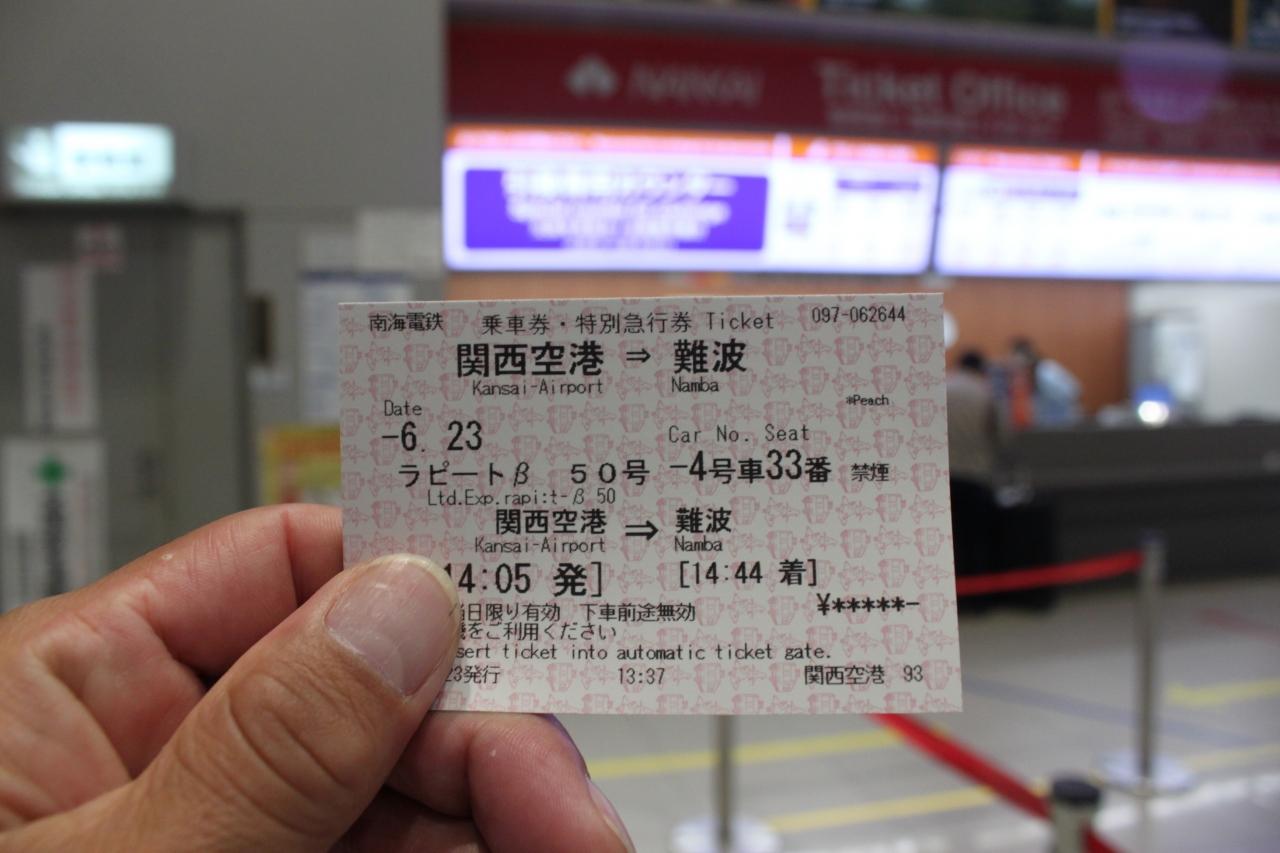 NANKAI
Ticket Office
南海電鉄 乗車券・特別急行券 Ticket 097-062644
関西空港 ⇒ 難波
Kansai-Airport Namba
*Peach
Date
-6. 23
Car No. Seat
ラピートβ 50号 -4号車33番 禁煙
Ltd.Exp.rapi:t-β 50
関西空港 → 難波
Kansai-Airport Namba
14:05 発] [14:44 着]
¥*****-
当日限り有効 下車前途無効
をご利用ください
sert ticket into automatic ticket gate.
23発行 13:37 関西空港 93